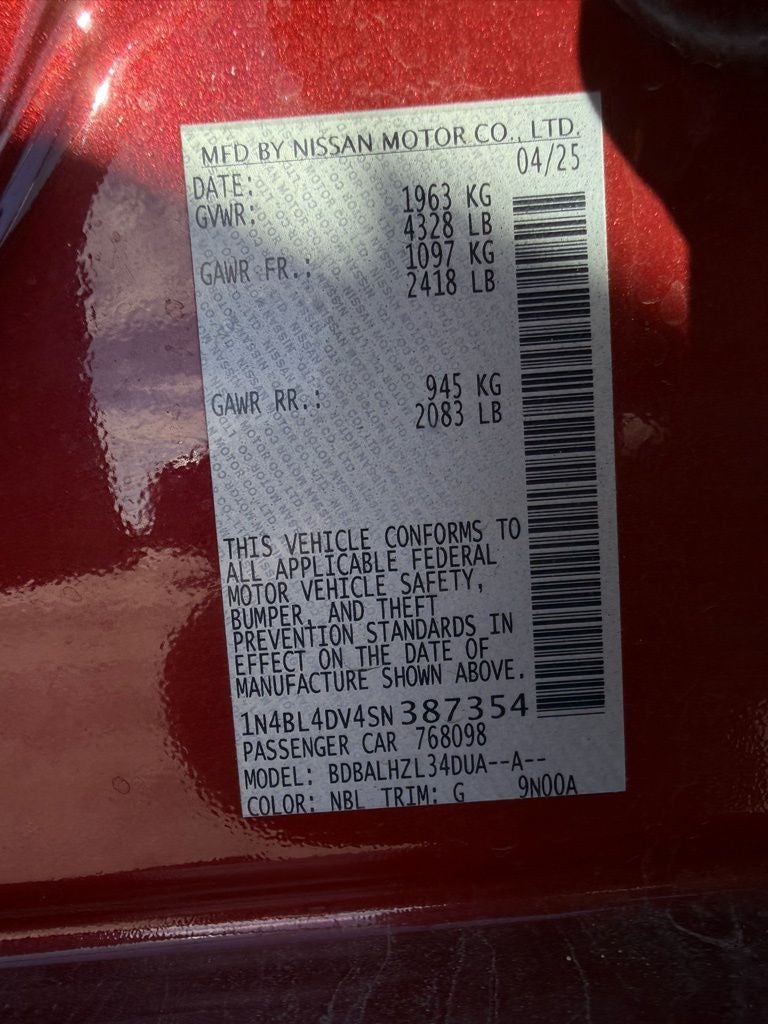 MFD BY NISSAN MOTOR CO., LTD.
DATE: 04/25
GVWR: 1963 KG
4328 LB
GAWR FR.: 1097 KG
2418 LB
GAWR RR.: 945 KG
2083 LB
THIS VEHICLE CONFORMS TO
ALL APPLICABLE FEDERAL
MOTOR VEHICLE SAFETY,
BUMPER, AND THEFT
PREVENTION STANDARDS IN
EFFECT ON THE DATE OF
MANUFACTURE SHOWN ABOVE.
1N4BL4DV4SN387354
PASSENGER CAR 768098
MODEL: BDBALHZL34DUA--A--
COLOR: NBL TRIM: G 9N00A